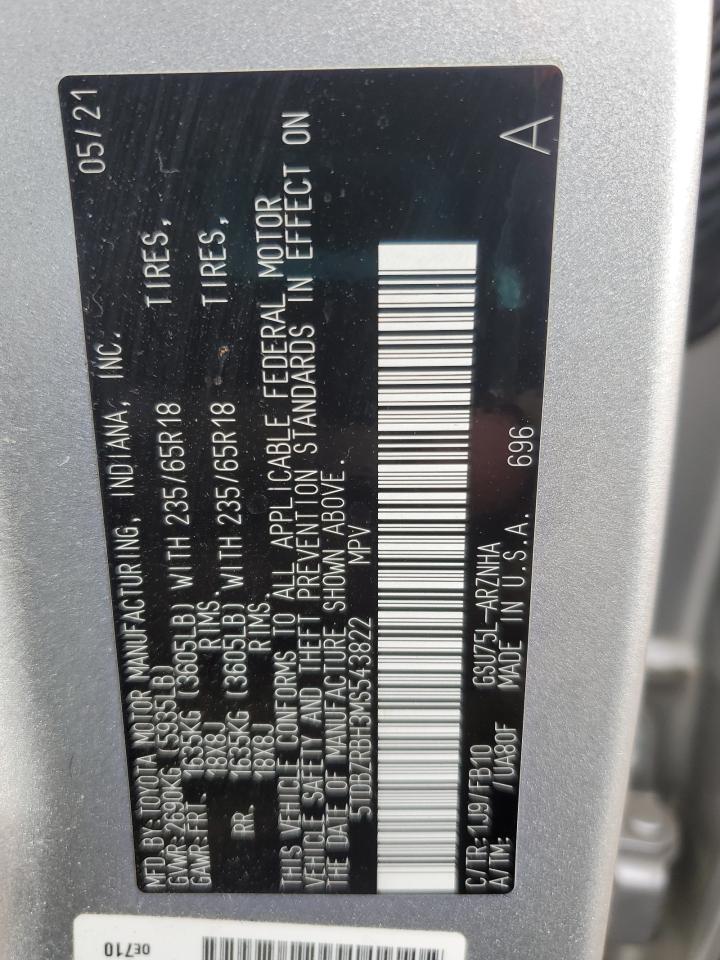 MFD.BY: TOYOTA MOTOR MANUFACTURING, INDIANA, INC. 05/21
GVWR: 2690KG (5935LB)
GAWR: FRT. 1635KG (3605LB) WITH 235/65R18 TIRES,
18X8J RIMS.
RR. 1635KG (3605LB) WITH 235/65R18 TIRES,
18X8J RIMS.
THIS VEHICLE CONFORMS TO ALL APPLICABLE FEDERAL MOTOR
VEHICLE SAFETY AND THEFT PREVENTION STANDARDS IN EFFECT ON
THE DATE OF MANUFACTURE SHOWN ABOVE.
5TDBZRBH3MS543822 MPV
C/TR: 1J9/FB10 GSU75L-ARZNHA
A/TM: /UA80F MADE IN U.S.A. 696 A
0E710